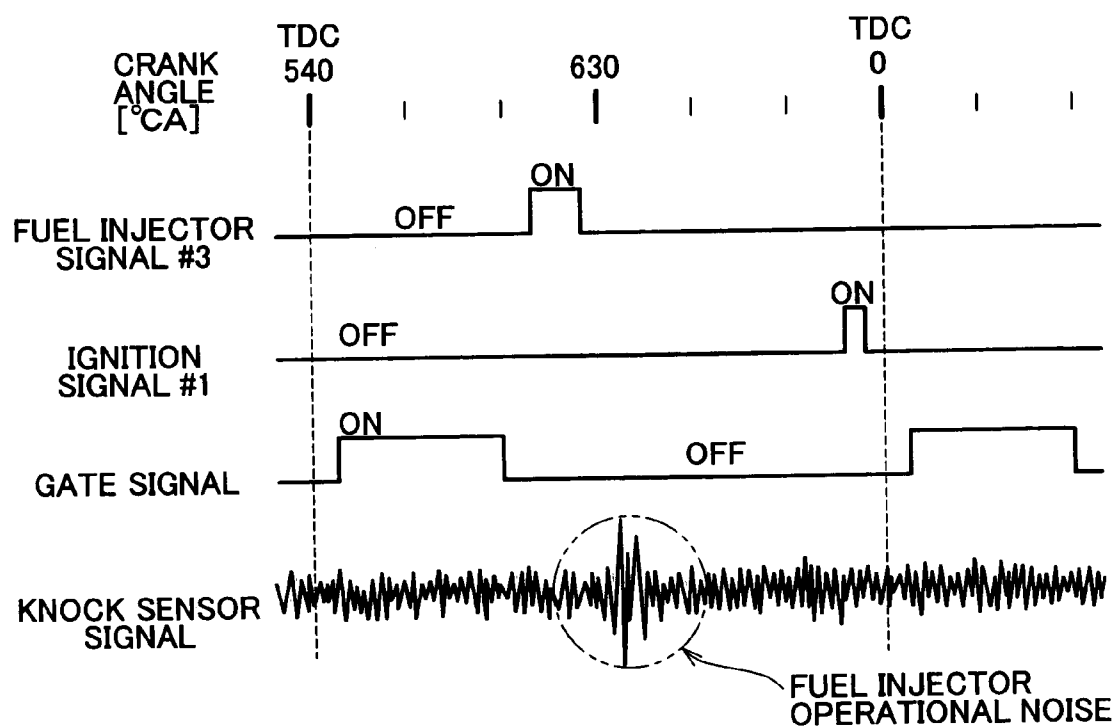 TDC
540
630
TDC
0
CRANK
ANGLE
[°CA]
ON
OFF
FUEL INJECTOR
SIGNAL #3
ON
OFF
IGNITION
SIGNAL #1
ON
OFF
GATE SIGNAL
KNOCK SENSOR
SIGNAL
FUEL INJECTOR
OPERATIONAL NOISE